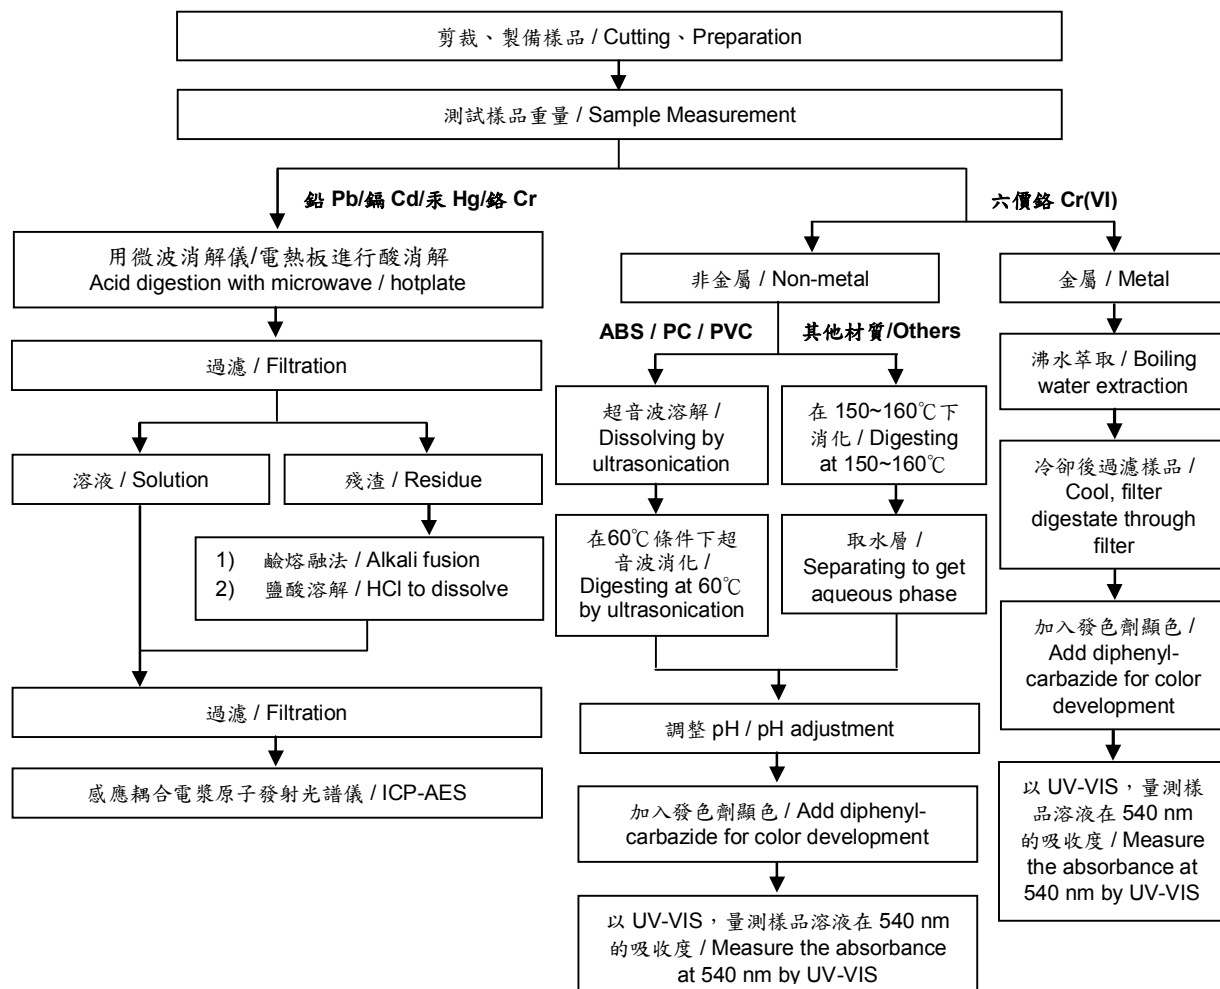 剪裁、製備樣品 / Cutting、Preparation
測試樣品重量 / Sample Measurement
鉛 Pb/鎘 Cd/汞 Hg/鉻 Cr
六價鉻 Cr(VI)
用微波消解儀/電熱板進行酸消解
Acid digestion with microwave / hotplate
過濾 / Filtration
溶液 / Solution
殘渣 / Residue
1) 鹼熔融法 / Alkali fusion
2) 鹽酸溶解 / HCl to dissolve
過濾 / Filtration
感應耦合電漿原子發射光譜儀 / ICP-AES
非金屬 / Non-metal
ABS / PC / PVC
其他材質/Others
超音波溶解 /
Dissolving by
ultrasonication
在60℃條件下超
音波消化 /
Digesting at 60℃
by ultrasonication
在 150~160℃下
消化 / Digesting
at 150~160℃
取水層 /
Separating to get
aqueous phase
調整 pH / pH adjustment
加入發色劑顯色 / Add diphenyl-
carbazide for color development
以 UV-VIS，量測樣品溶液在 540 nm
的吸收度 / Measure the absorbance
at 540 nm by UV-VIS
金屬 / Metal
沸水萃取 / Boiling
water extraction
冷卻後過濾樣品 /
Cool, filter
digestate through
filter
加入發色劑顯色 /
Add diphenyl-
carbazide for color
development
以 UV-VIS，量測樣
品溶液在 540 nm
的吸收度 / Measure
the absorbance at
540 nm by UV-VIS